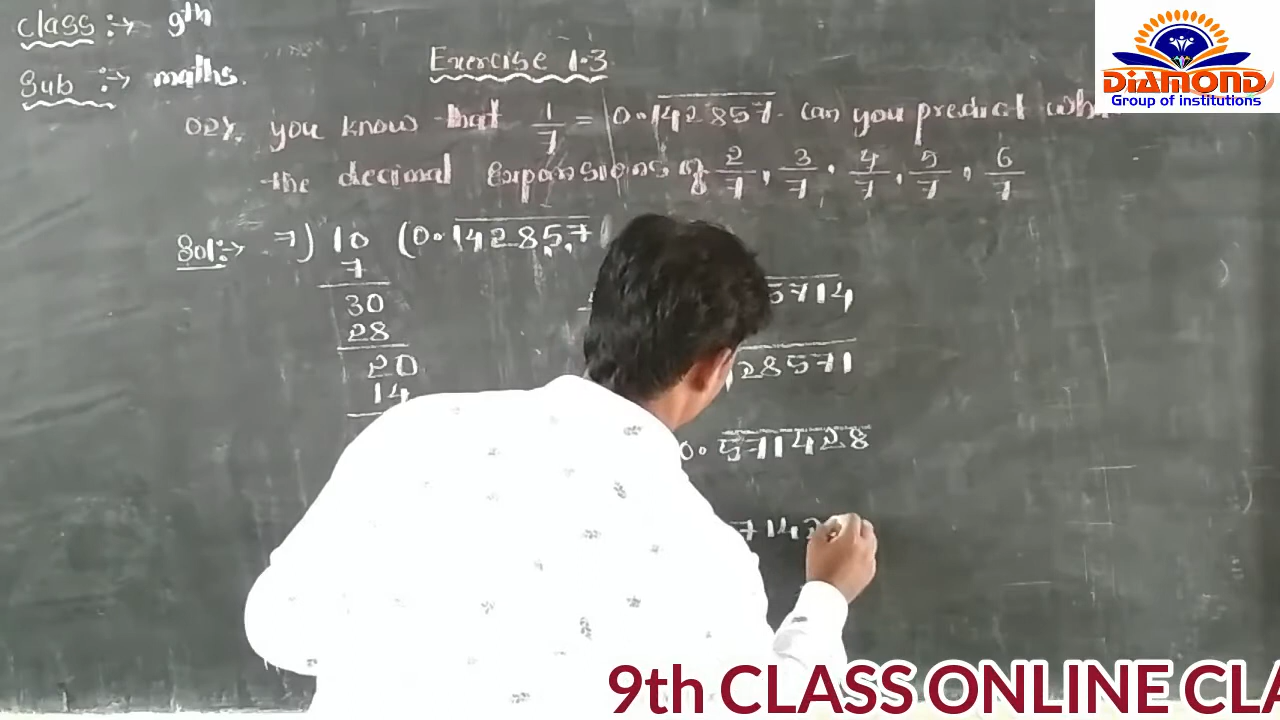 Class :→ 9th
Sub :→ maths.
Exercise 1.3
DIAMOND
Group of institutions
02Y. you know that 1/7 = 0.142857. can you predict
the decimal expansions of 2/7, 3/7, 4/7, 5/7, 6/7
Sol:→ 7) 10 (0.142857
7
30
28
20
14
5714
28571
0.571428
714
9th CLASS ONLINE CLA